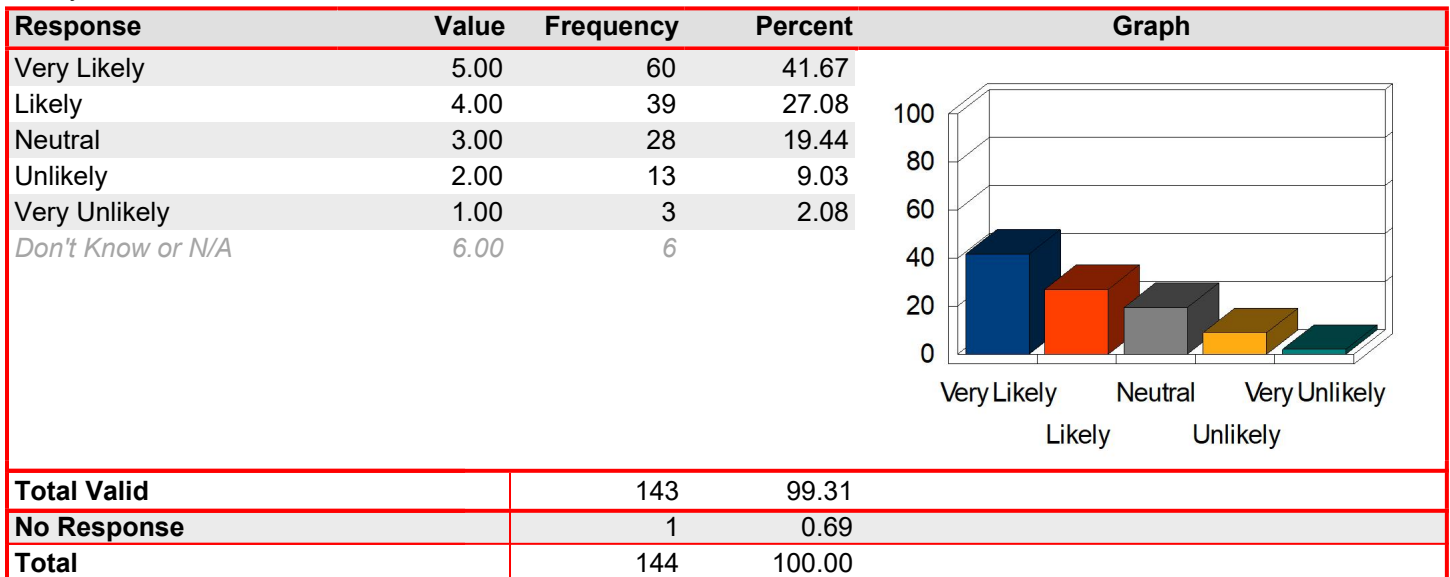 Response Value Frequency Percent Graph
Very Likely 5.00 60 41.67
Likely 4.00 39 27.08
Neutral 3.00 28 19.44
Unlikely 2.00 13 9.03
Very Unlikely 1.00 3 2.08
Don't Know or N/A 6.00 6
100
80
60
40
20
0
Very Likely Neutral Very Unlikely
Likely Unlikely
Total Valid 143 99.31
No Response 1 0.69
Total 144 100.00